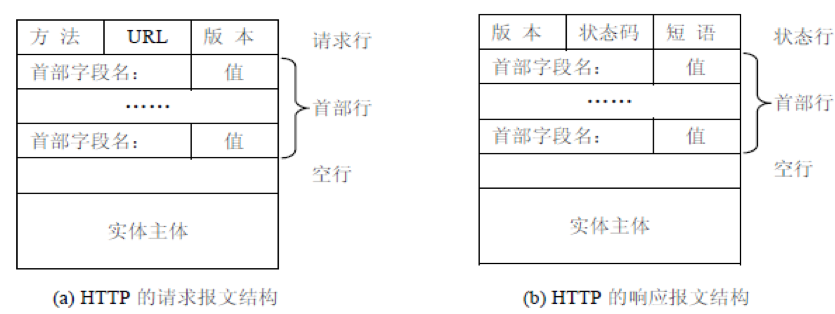 方 法 URL 版 本 请求行
首部字段名： 值
……
首部行
首部字段名： 值
空行
实体主体
(a) HTTP 的请求报文结构
版 本 状态码 短 语 状态行
首部字段名： 值
……
首部行
首部字段名： 值
空行
实体主体
(b) HTTP 的响应报文结构